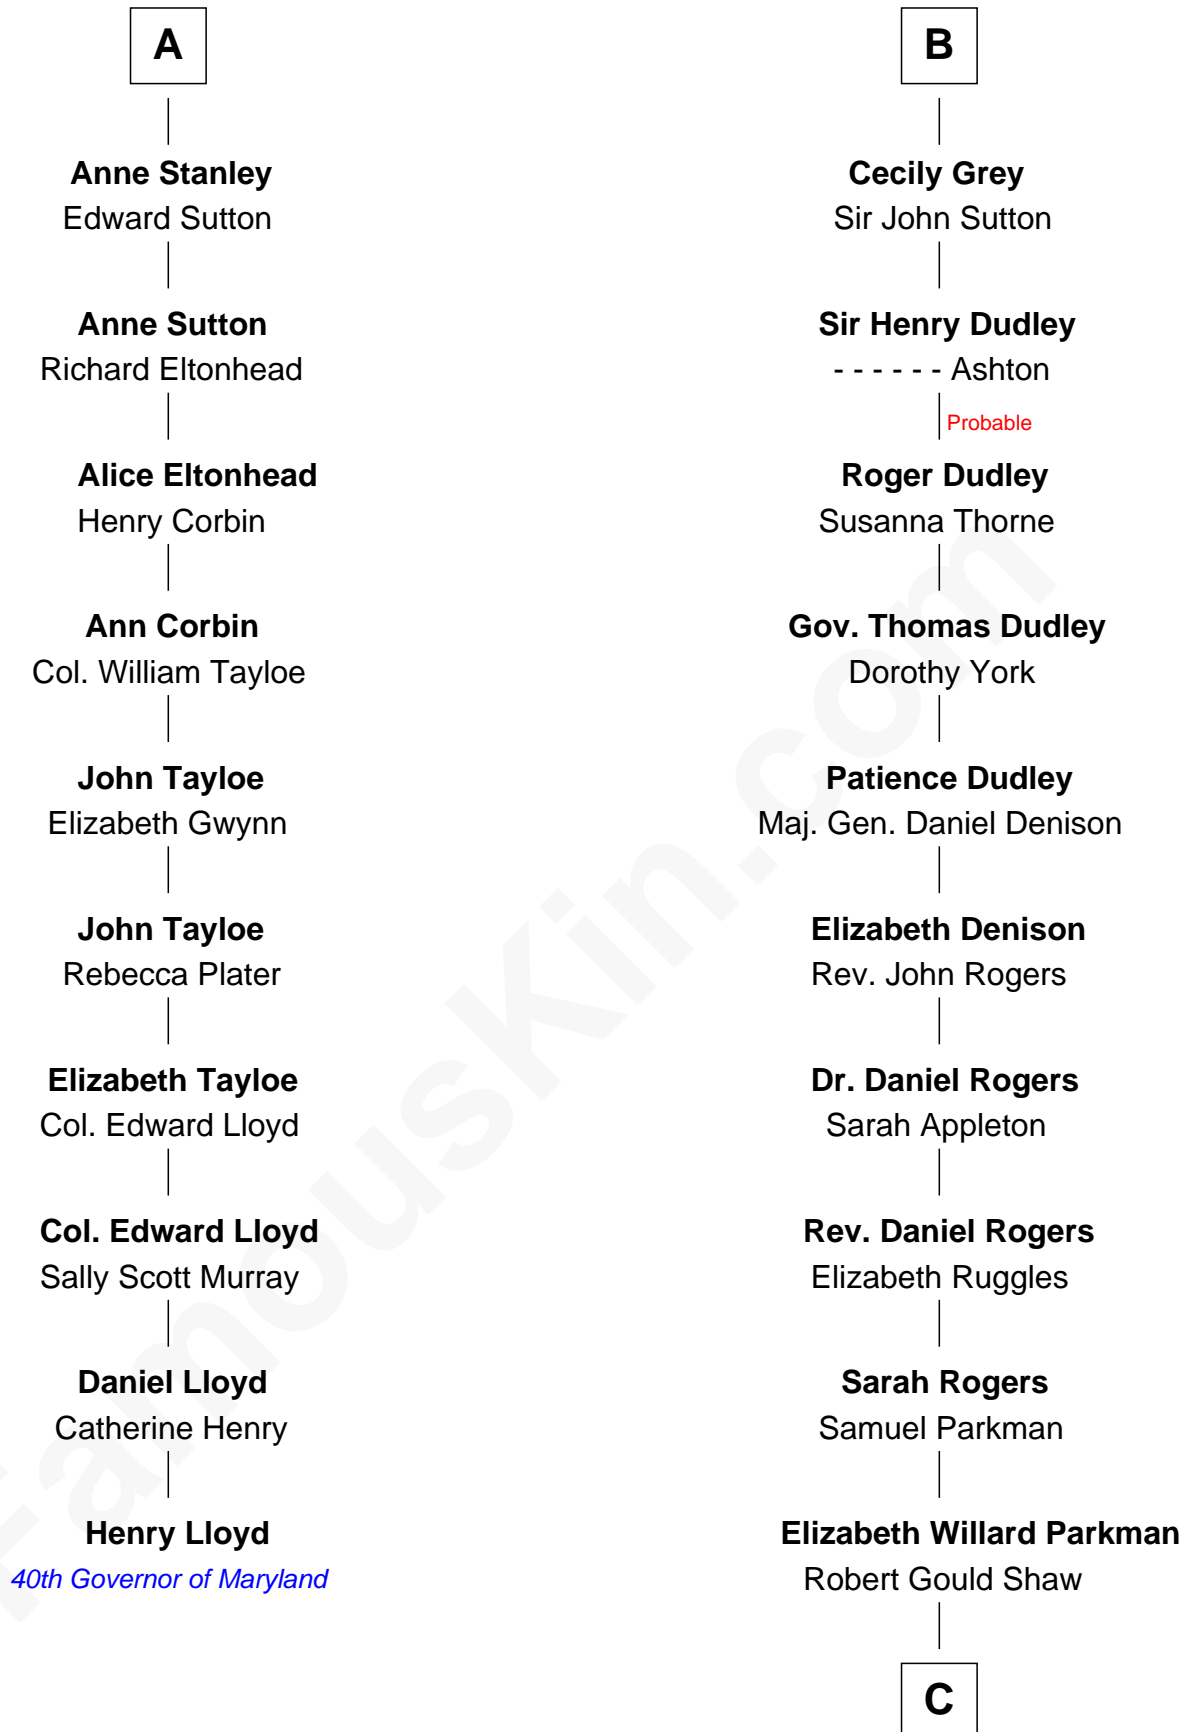 A
Anne Stanley
Edward Sutton
Anne Sutton
Richard Eltonhead
Alice Eltonhead
Henry Corbin
Ann Corbin
Col. William Tayloe
John Tayloe
Elizabeth Gwynn
John Tayloe
Rebecca Plater
Elizabeth Tayloe
Col. Edward Lloyd
Col. Edward Lloyd
Sally Scott Murray
Daniel Lloyd
Catherine Henry
Henry Lloyd
40th Governor of Maryland
B
Cecily Grey
Sir John Sutton
Sir Henry Dudley
- - - - - - Ashton
Probable
Roger Dudley
Susanna Thorne
Gov. Thomas Dudley
Dorothy York
Patience Dudley
Maj. Gen. Daniel Denison
Elizabeth Denison
Rev. John Rogers
Dr. Daniel Rogers
Sarah Appleton
Rev. Daniel Rogers
Elizabeth Ruggles
Sarah Rogers
Samuel Parkman
Elizabeth Willard Parkman
Robert Gould Shaw
C
FamousKin.com